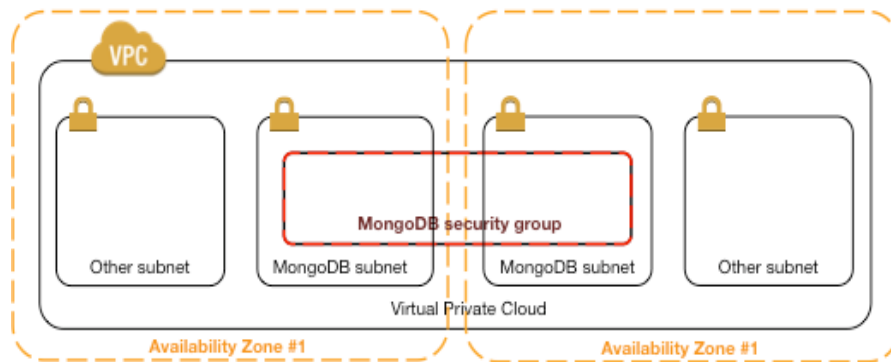 VPC
MongoDB security group
Other subnet
MongoDB subnet
MongoDB subnet
Other subnet
Virtual Private Cloud
Availability Zone #1
Availability Zone #1